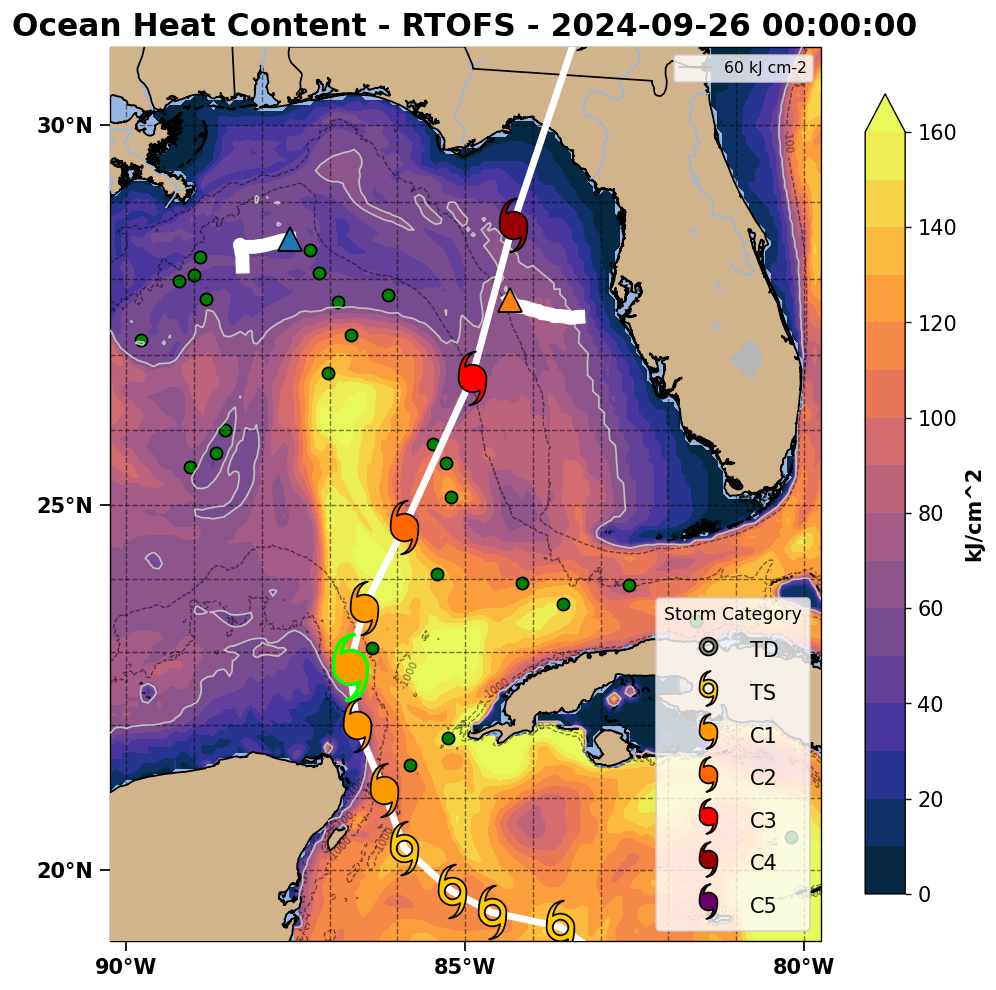 Ocean Heat Content - RTOFS - 2024-09-26 00:00:00
60 kJ cm-2
30°N
25°N
20°N
90°W
85°W
80°W
100
-1000
-1000
-1000
-1000
Storm Category
TD
TS
C1
C2
C3
C4
C5
160
140
120
100
80
60
40
20
0
kJ/cm^2